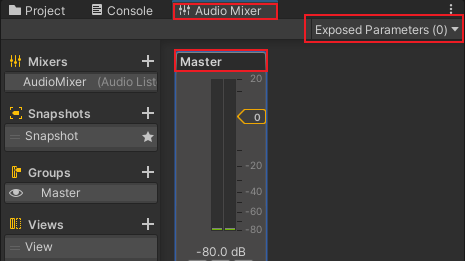 Project
Console
Audio Mixer
Exposed Parameters (0)
Mixers
AudioMixer (Audio List
Snapshots
Snapshot
Groups
Master
Views
View
Master
20
0
-20
-40
-60
-80
-80.0 dB